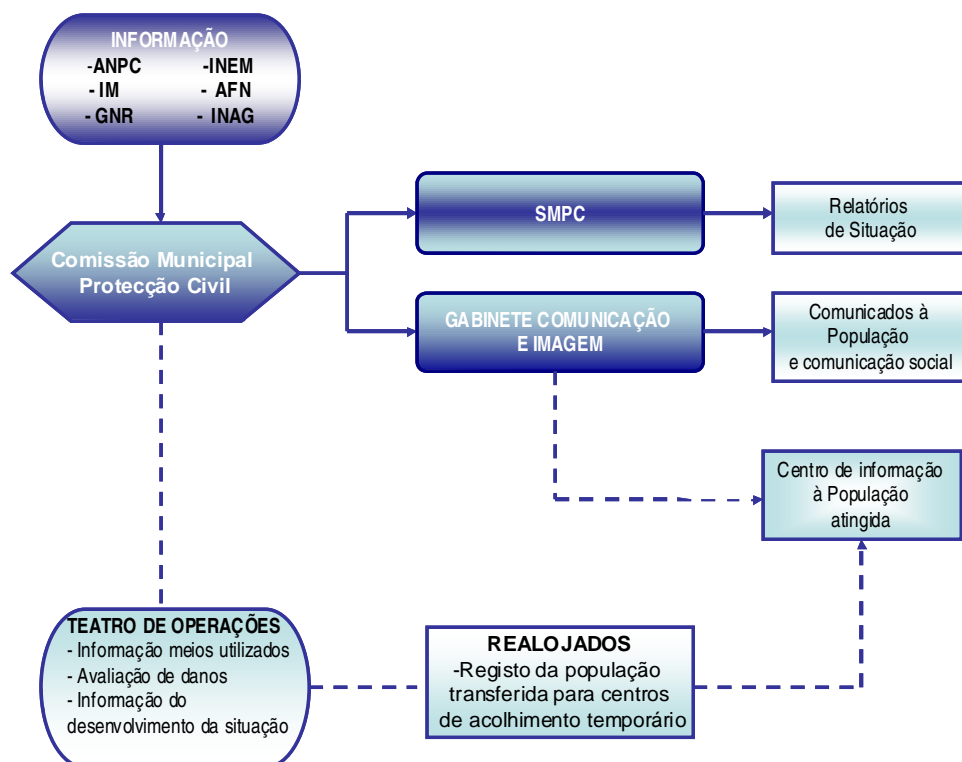 INFORMAÇÃO
-ANPC -INEM
- IM - AFN
- GNR - INAG
SMPC
Relatórios
de Situação
Comissão Municipal
Protecção Civil
GABINETE COMUNICAÇÃO
E IMAGEM
Comunicados à
População
e comunicação social
Centro de informação
à População
atingida
TEATRO DE OPERAÇÕES
- Informação meios utilizados
- Avaliação de danos
- Informação do
desenvolvimento da situação
REALOJADOS
-Registo da população
transferida para centros
de acolhimento temporário